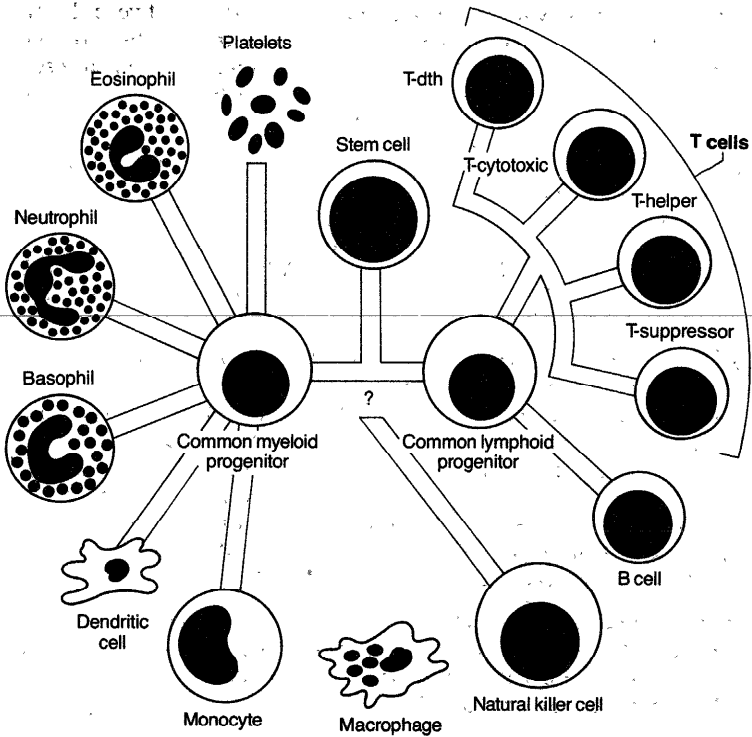 Platelets
Eosinophil
T-dth
Stem cell
T-cytotoxic
T cells
T-helper
Neutrophil
T-suppressor
Basophil
?
Common myeloid
progenitor
Common lymphoid
progenitor
B cell
Dendritic
cell
Monocyte
Macrophage
Natural killer cell